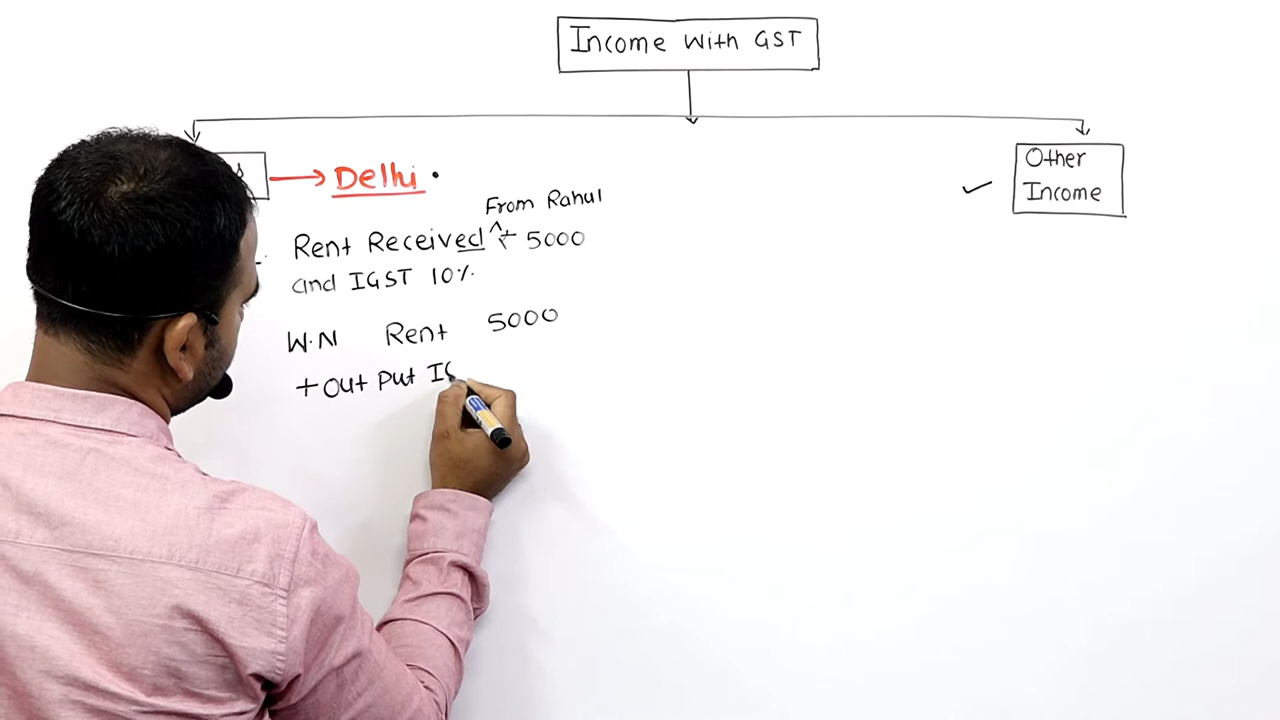 Income With GST
Delhi
Other
Income
From Rahul
Rent Received ^ ₹ 5000
and IGST 10%
W.N Rent 5000
+ Out Put IG